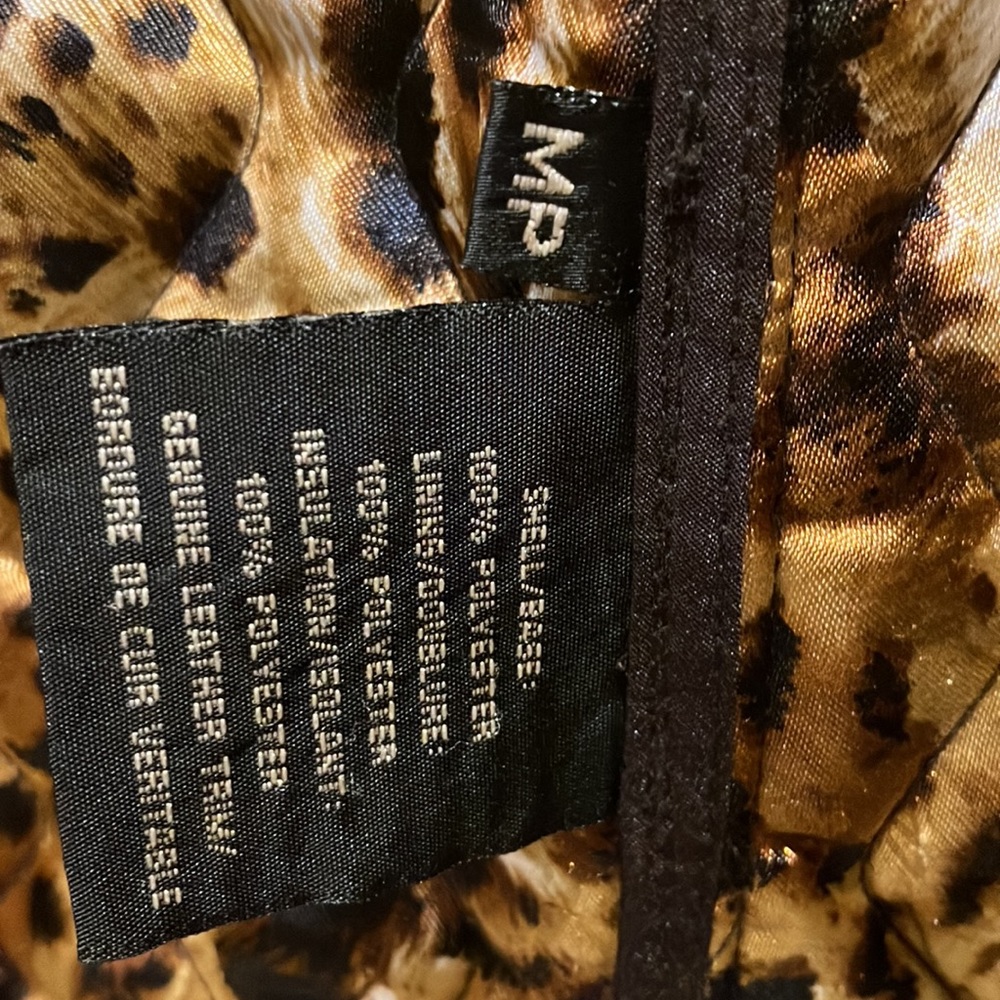 MP
SHELL/BASE:
100% POLYESTER
LINING/DOUBLURE:
100% POLYESTER
INSULATION/ISOLANT:
100% POLYESTER
GENUINE LEATHER TRIM/
BORDURE DE CUIR VERITABLE